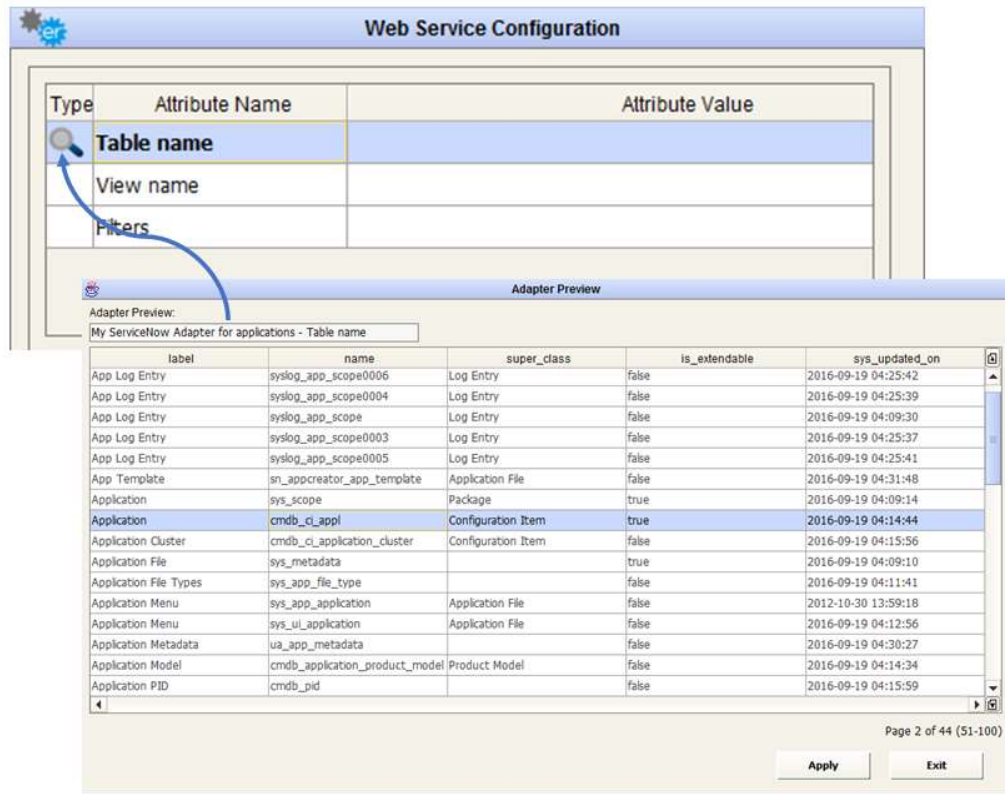 er
Web Service Configuration
Type Attribute Name Attribute Value
Table name
View name
Filters
Adapter Preview
Adapter Preview:
My ServiceNow Adapter for applications - Table name
label name super_class is_extendable sys_updated_on
App Log Entry syslog_app_scope0006 Log Entry false 2016-09-19 04:25:42
App Log Entry syslog_app_scope0004 Log Entry false 2016-09-19 04:25:39
App Log Entry syslog_app_scope Log Entry false 2016-09-19 04:09:30
App Log Entry syslog_app_scope0003 Log Entry false 2016-09-19 04:25:37
App Log Entry syslog_app_scope0005 Log Entry false 2016-09-19 04:25:41
App Template sn_appcreator_app_template Application File false 2016-09-19 04:31:48
Application sys_scope Package true 2016-09-19 04:09:14
Application cmdb_ci_appl Configuration Item true 2016-09-19 04:14:44
Application Cluster cmdb_ci_application_cluster Configuration Item false 2016-09-19 04:15:56
Application File sys_metadata true 2016-09-19 04:09:10
Application File Types sys_app_file_type false 2016-09-19 04:11:41
Application Menu sys_app_application Application File false 2012-10-30 13:59:18
Application Menu sys_ui_application Application File false 2016-09-19 04:12:56
Application Metadata ua_app_metadata false 2016-09-19 04:30:27
Application Model cmdb_application_product_model Product Model false 2016-09-19 04:14:34
Application PID cmdb_pid false 2016-09-19 04:15:59
Page 2 of 44 (51-100)
Apply Exit